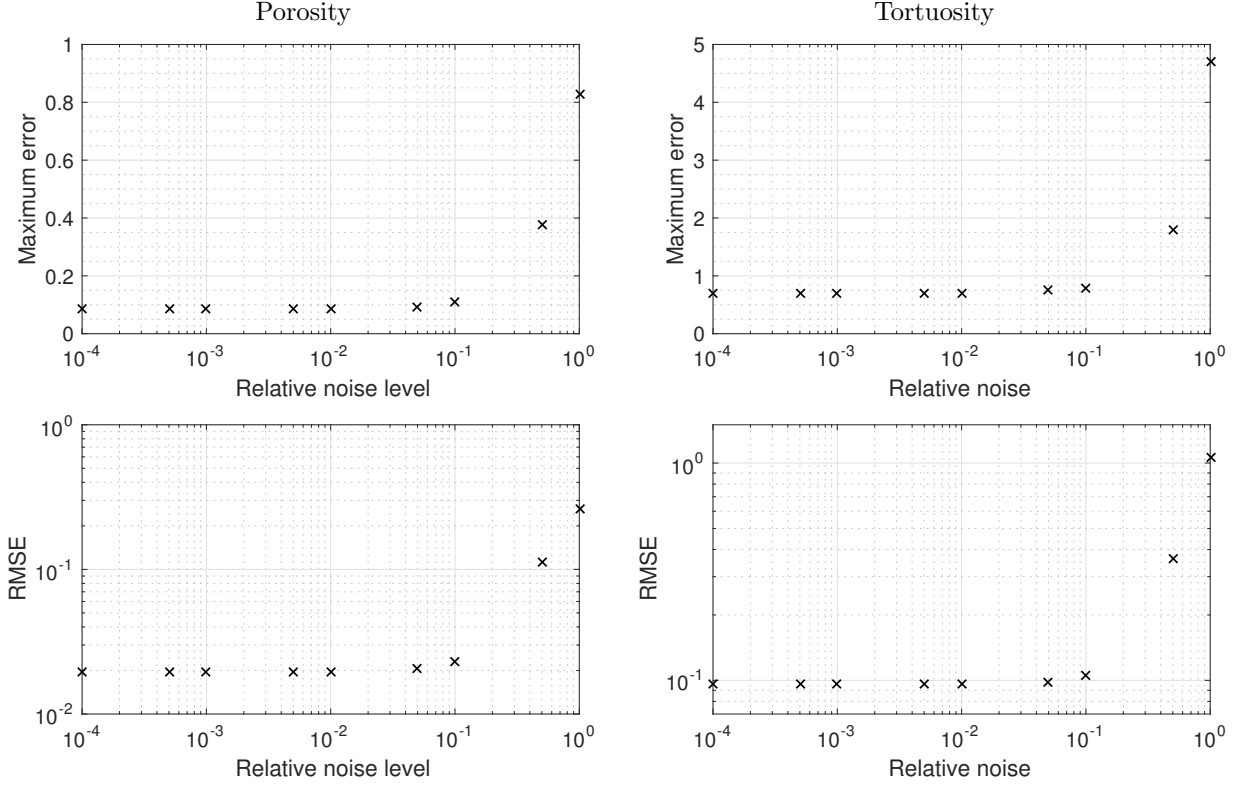 Porosity
Maximum error
1
0.8
0.6
0.4
0.2
0
10^-4 10^-3 10^-2 10^-1 10^0
Relative noise level
Tortuosity
Maximum error
5
4
3
2
1
0
10^-4 10^-3 10^-2 10^-1 10^0
Relative noise
RMSE
10^0
10^-1
10^-2
10^-4 10^-3 10^-2 10^-1 10^0
Relative noise level
RMSE
10^0
10^-1
10^-4 10^-3 10^-2 10^-1 10^0
Relative noise